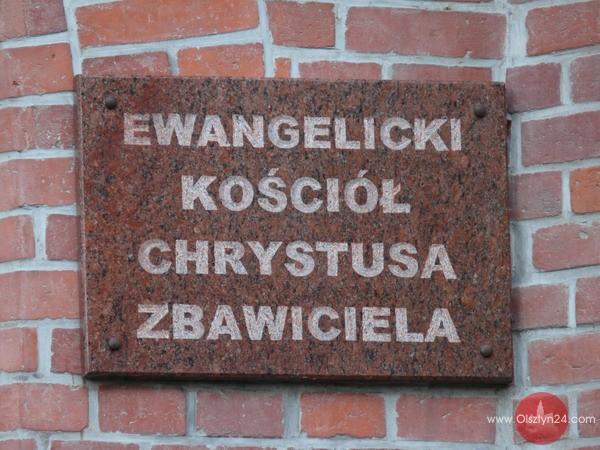 EWANGELICKI
KOŚCIÓŁ
CHRYSTUSA
ZBAWICIELA
www.Olsztyn24.com